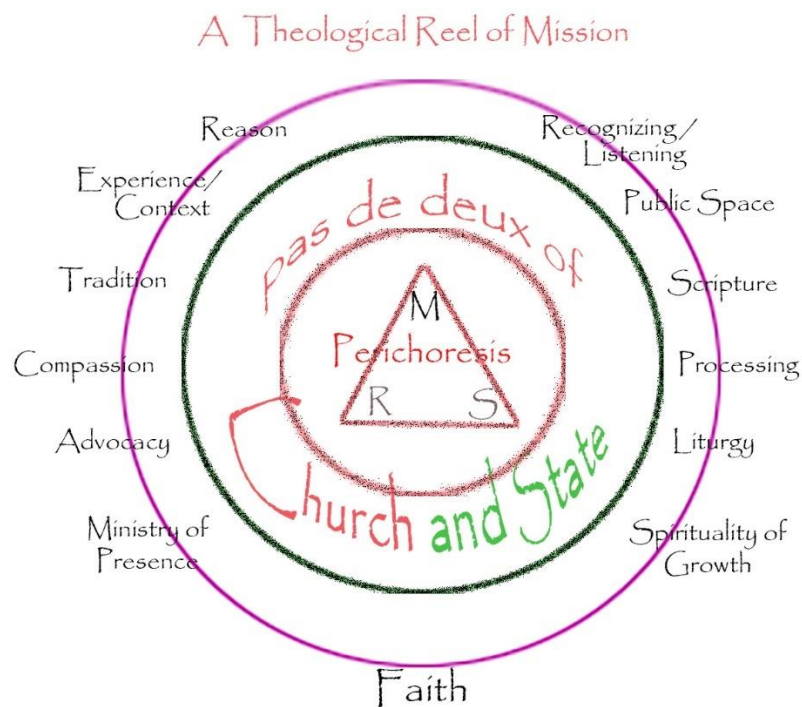 A Theological Reel of Mission
Reason
Recognizing/
Listening
Experience/
Context
Public Space
Tradition
Scripture
Compassion
Processing
Advocacy
Liturgy
Ministry of
Presence
Spirituality of
Growth
Faith
pas de deux of
Church and State
M
Perichoresis
R S